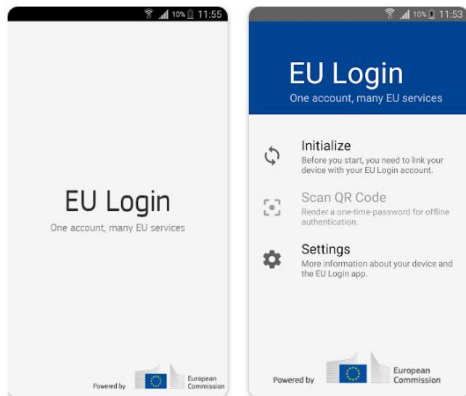 10% 11:55
EU Login
One account, many EU services
Powered by
European
Commission
10% 11:53
EU Login
One account, many EU services
Initialize
Before you start, you need to link your
device with your EU Login account.
Scan QR Code
Render a one-time-password for offline
authentication.
Settings
More information about your device and
the EU Login app.
Powered by
European
Commission